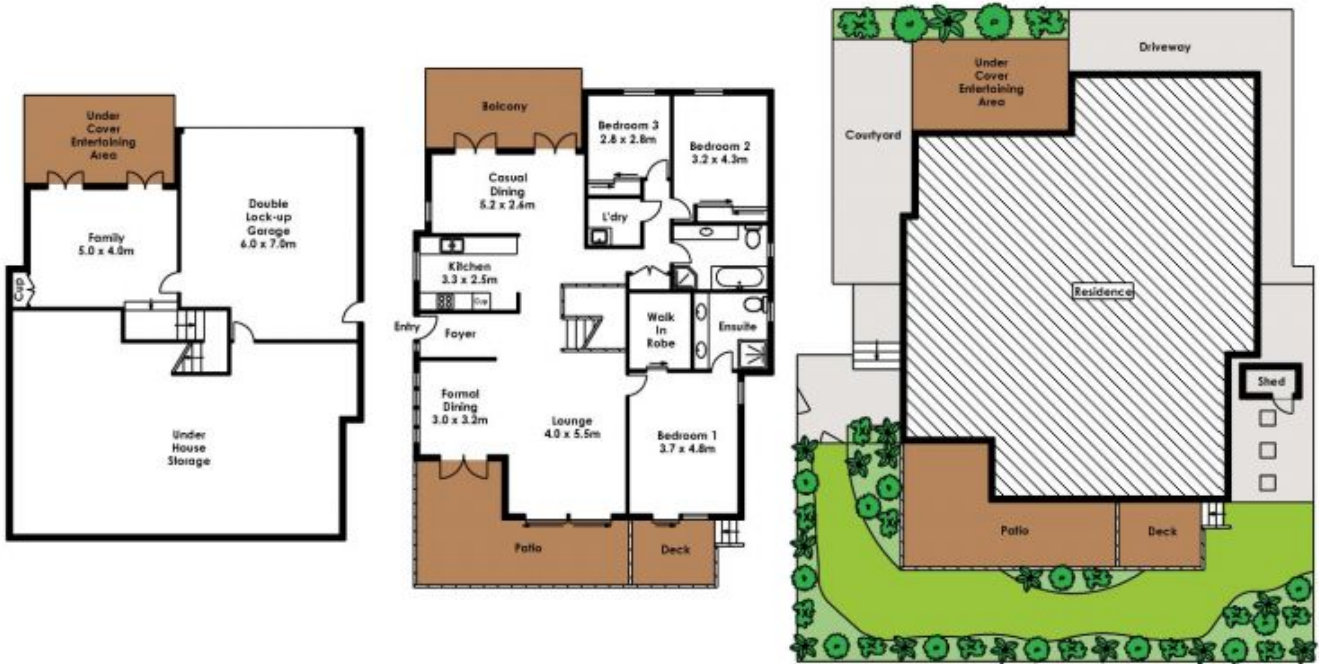 Under
Cover
Entertaining
Area
Family
5.0 x 4.0m
Cup
Double
Lock-up
Garage
6.0 x 7.0m
Under
House
Storage
Balcony
Bedroom 3
2.8 x 2.8m
Bedroom 2
3.2 x 4.3m
Casual
Dining
5.2 x 2.6m
L'dry
Kitchen
3.3 x 2.5m
Cup
Entry
Foyer
Walk
In
Robe
Ensuite
Formal
Dining
3.0 x 3.2m
Lounge
4.0 x 5.5m
Bedroom 1
3.7 x 4.8m
Patio
Deck
Driveway
Under
Cover
Entertaining
Area
Courtyard
Residence
Shed
Patio
Deck